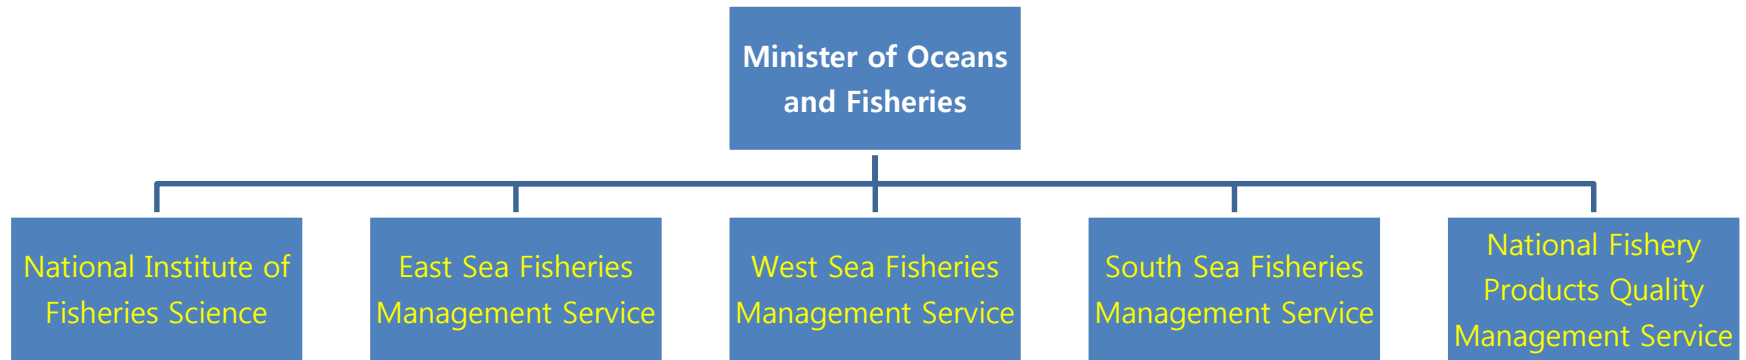 Minister of Oceans
and Fisheries
National Institute of
Fisheries Science
East Sea Fisheries
Management Service
West Sea Fisheries
Management Service
South Sea Fisheries
Management Service
National Fishery
Products Quality
Management Service